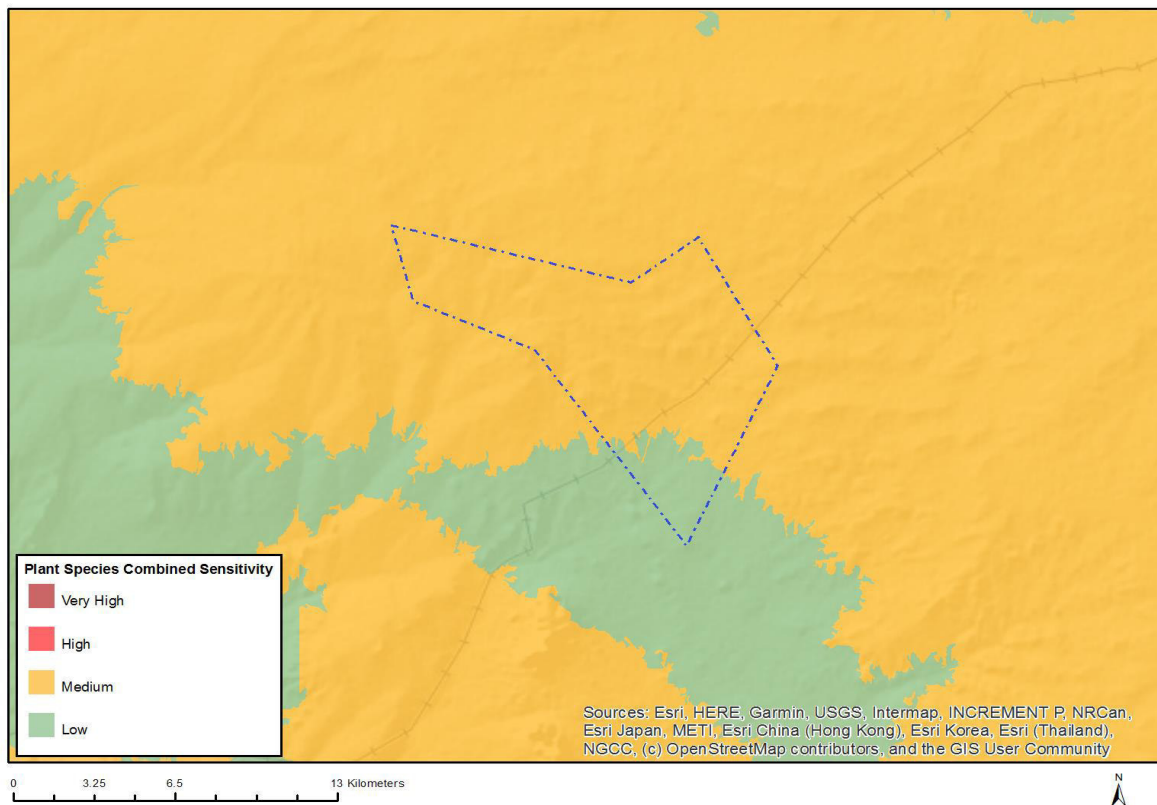 Plant Species Combined Sensitivity
Very High
High
Medium
Low
Sources: Esri, HERE, Garmin, USGS, Intermap, INCREMENT P, NRCan,
Esri Japan, METI, Esri China (Hong Kong), Esri Korea, Esri (Thailand),
NGCC, (c) OpenStreetMap contributors, and the GIS User Community
0 3.25 6.5 13 Kilometers
N